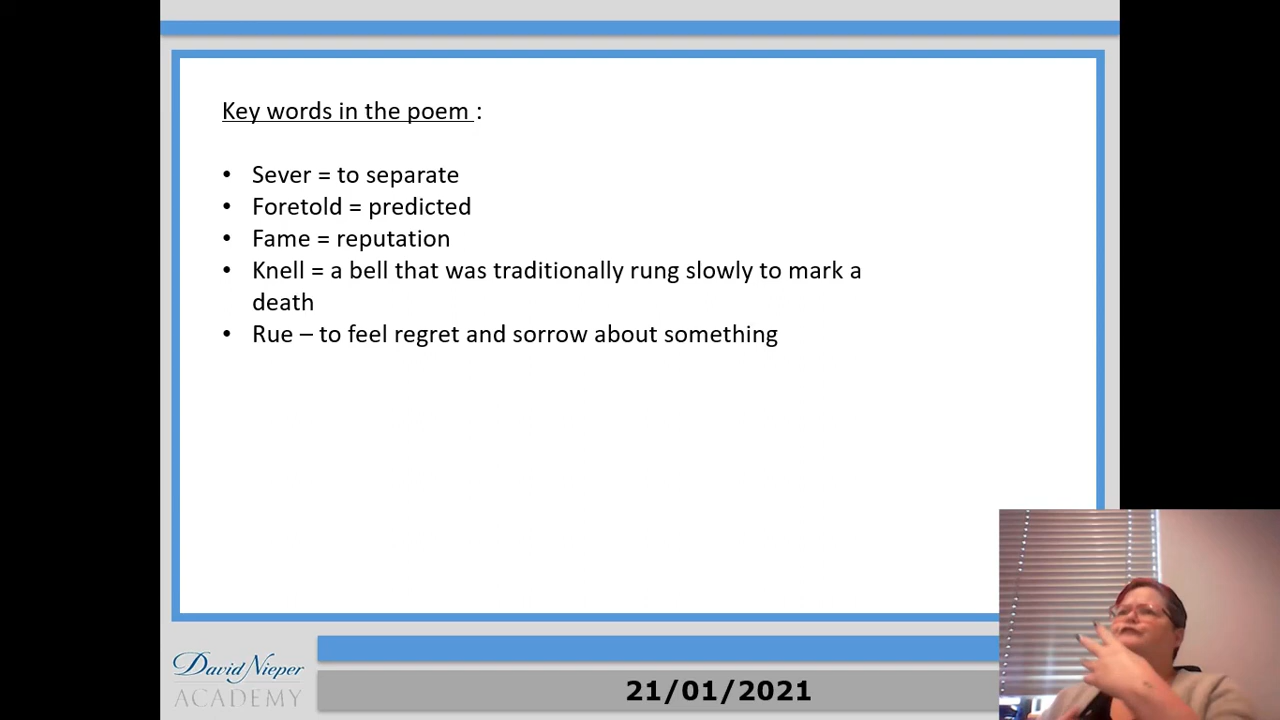 Key words in the poem :
• Sever = to separate
• Foretold = predicted
• Fame = reputation
• Knell = a bell that was traditionally rung slowly to mark a
death
• Rue – to feel regret and sorrow about something
David Nieper
ACADEMY
21/01/2021